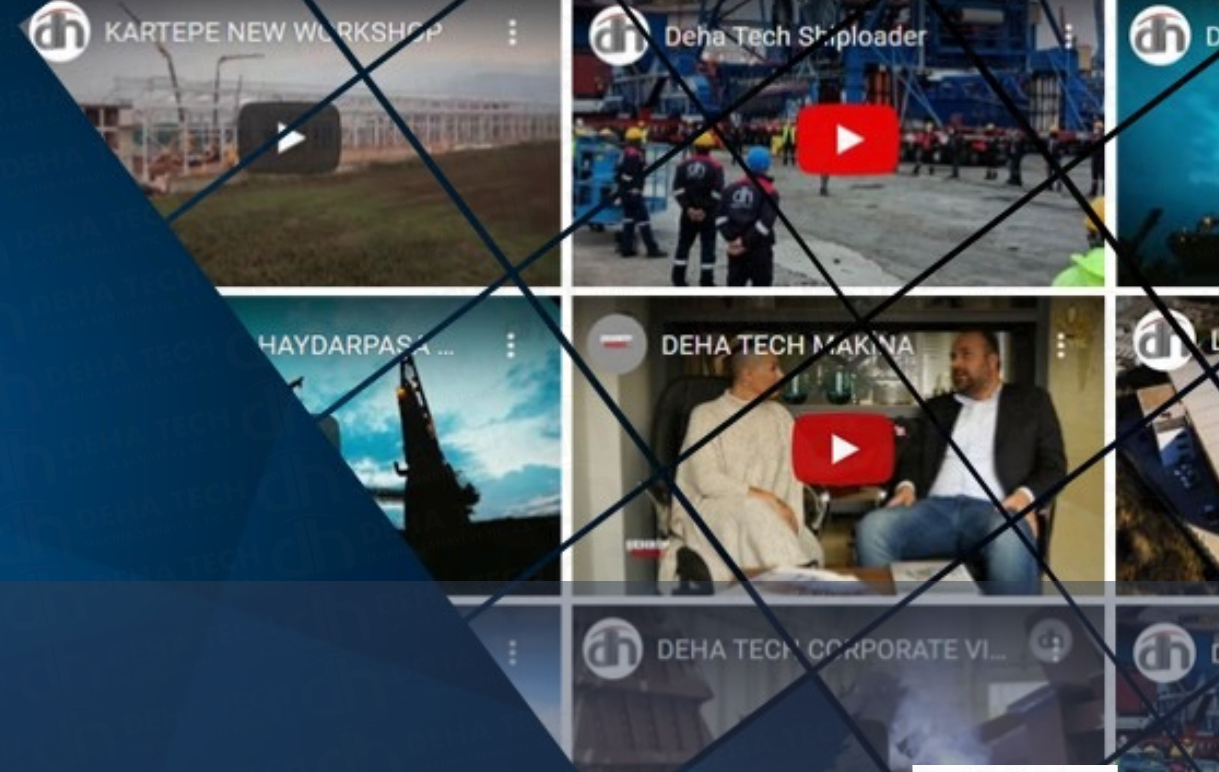 KARTEPE NEW WORKSHOP
Deha Tech Shiploader
D
HAYDARPASA ...
DEHA TECH MAKINA
L
DEHA TECH CORPORATE VI...
D